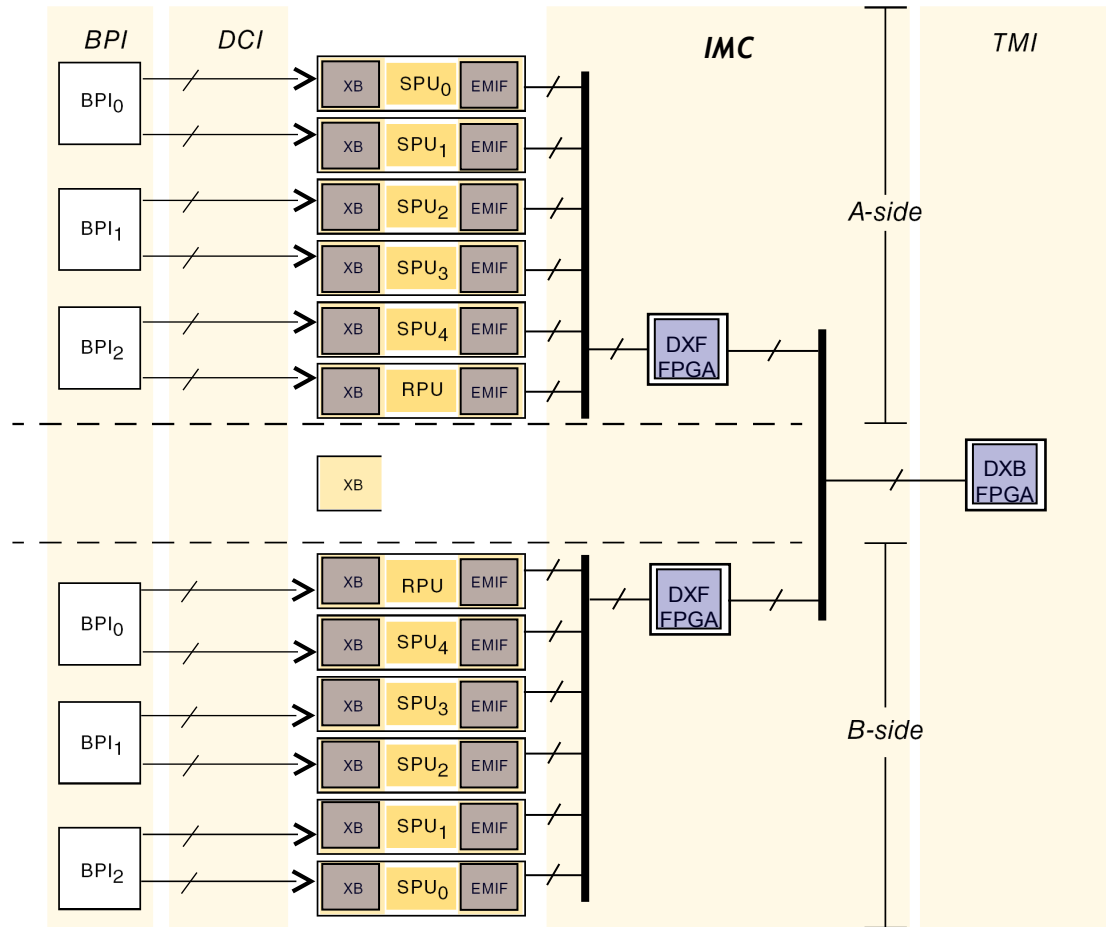 BPI DCI IMC TMI
BPI0 XB SPU0 EMIF
XB SPU1 EMIF
BPI1 XB SPU2 EMIF
A-side
XB SPU3 EMIF
BPI2 XB SPU4 EMIF
DXF
FPGA
XB RPU EMIF
XB
DXB
FPGA
BPI0 XB RPU EMIF
DXF
FPGA
XB SPU4 EMIF
BPI1 XB SPU3 EMIF
B-side
XB SPU2 EMIF
BPI2 XB SPU1 EMIF
XB SPU0 EMIF